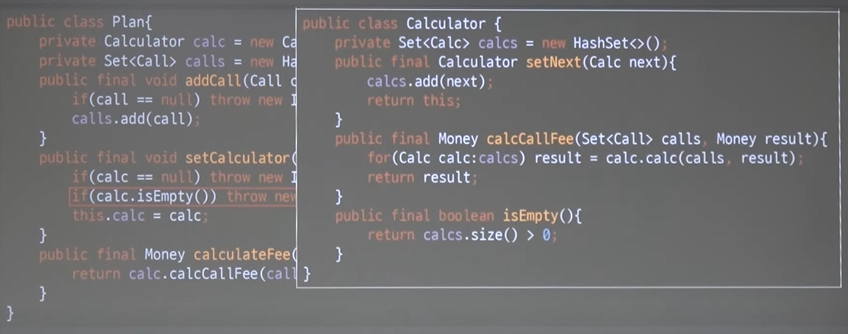 public class Plan{
private Calculator calc = new Ca
private Set<Call> calls = new Ha
public final void addCall(Call c
if(call == null) throw new I
calls.add(call);
}
public final void setCalculator(
if(calc == null) throw new I
if(calc.isEmpty()) throw new
this.calc = calc;
}
public final Money calculateFee(
return calc.calcCallFee(call
}
}
public class Calculator {
private Set<Calc> calcs = new HashSet<>();
public final Calculator setNext(Calc next){
calcs.add(next);
return this;
}
public final Money calcCallFee(Set<Call> calls, Money result){
for(Calc calc:calcs) result = calc.calc(calls, result);
return result;
}
public final boolean isEmpty(){
return calcs.size() > 0;
}
}